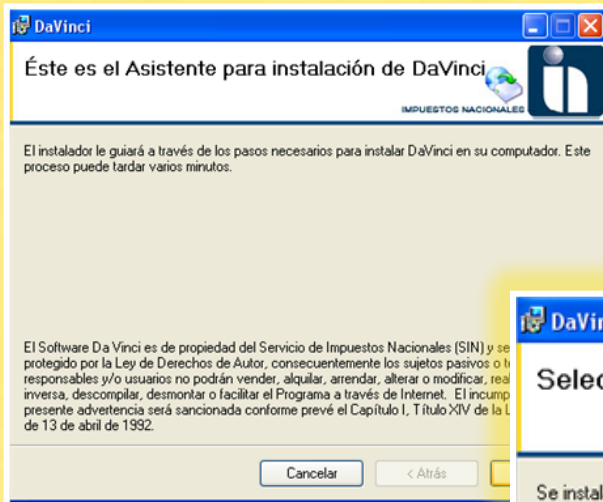 DaVinci
Éste es el Asistente para instalación de DaVinci
IMPUESTOS NACIONALES
El instalador le guiará a través de los pasos necesarios para instalar DaVinci en su computador. Este
proceso puede tardar varios minutos.
El Software Da Vinci es de propiedad del Servicio de Impuestos Nacionales (SIN) y se
protegido por la Ley de Derechos de Autor, consecuentemente los sujetos pasivos o
responsables y/o usuarios no podrán vender, alquilar, arrendar, alterar o modificar,
inversa, descompilar, desmontar o facilitar el Programa a través de Internet. El
presente advertencia será sancionada conforme prevé el Capítulo I, Título XIV de la
de 13 de abril de 1992.
Cancelar
< Atrás
Se